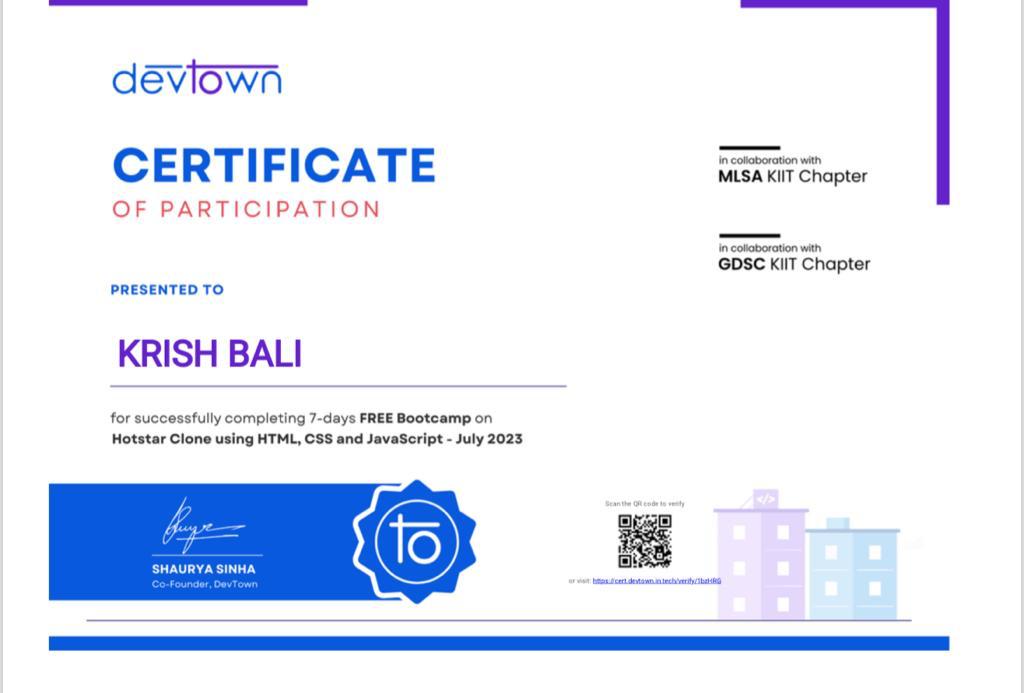 devtown
CERTIFICATE
OF PARTICIPATION
in collaboration with
MLSA KIIT Chapter
in collaboration with
GDSC KIIT Chapter
PRESENTED TO
KRISH BALI
for successfully completing 7-days FREE Bootcamp on
Hotstar Clone using HTML, CSS and JavaScript - July 2023
SHAURYA SINHA
Co-Founder, DevTown
to
Scan the QR code to verify
or visit: https://cert.devtown.in.tech/verify/1bzHRG
</>